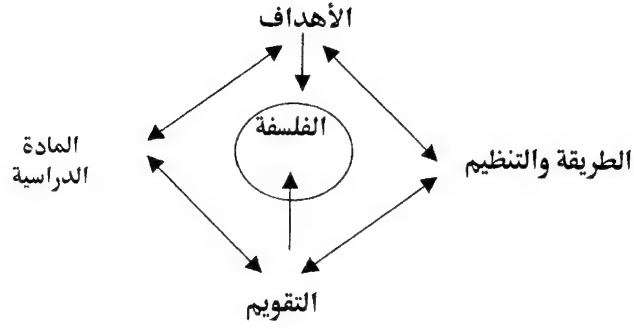 الأهداف
الفلسفة
الطريقة والتنظيم
المادة
الدراسية
التقويم